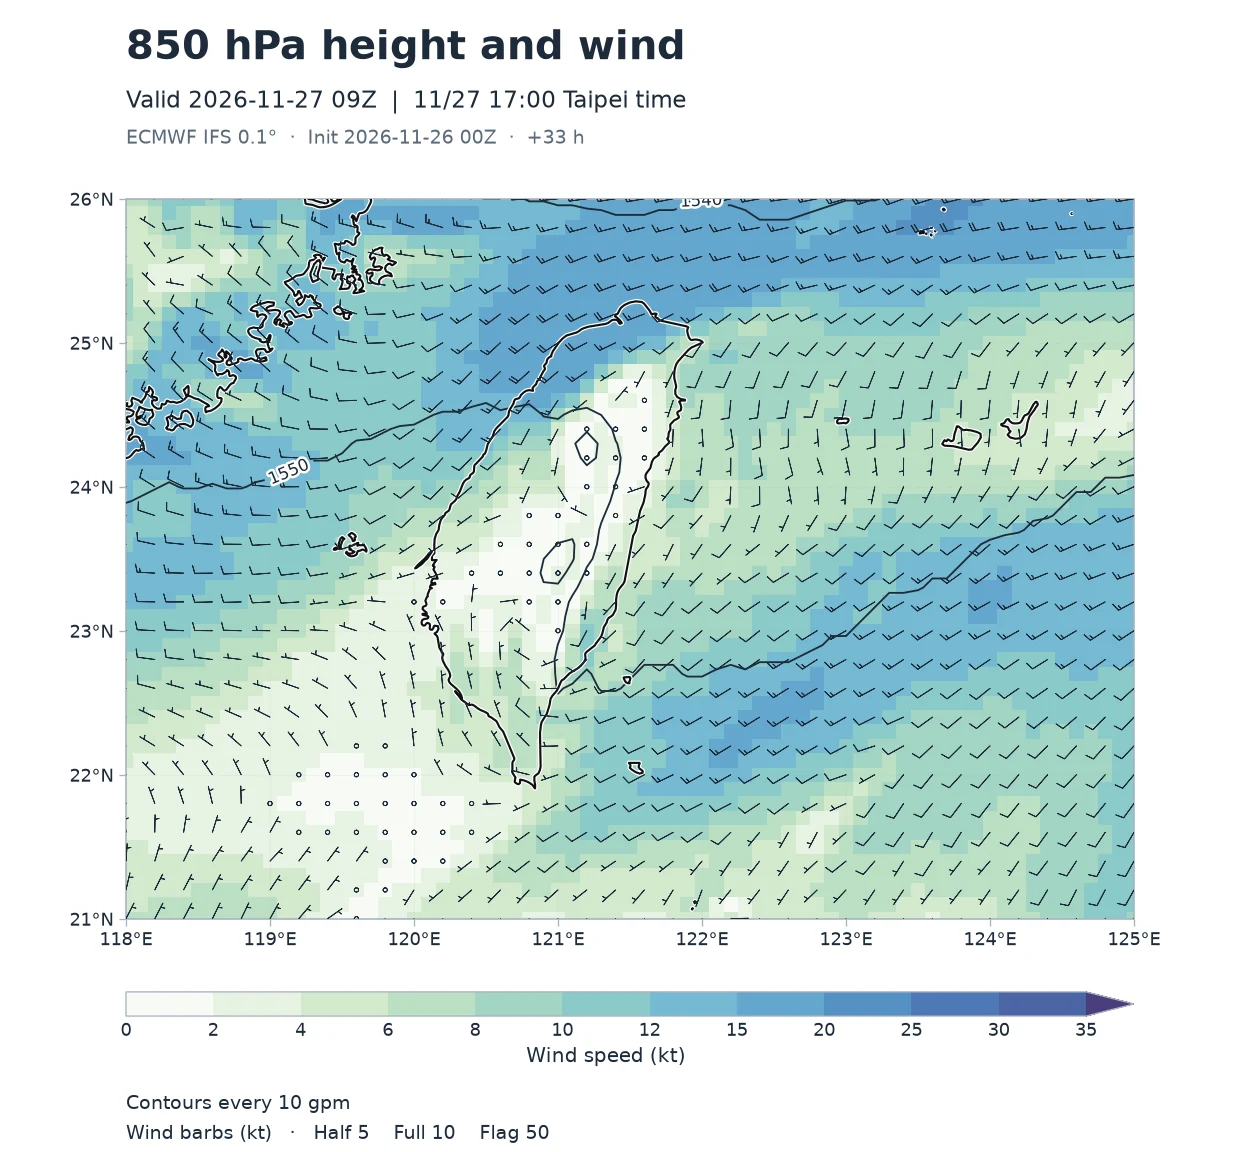 850 hPa height and wind
Valid 2026-11-27 09Z | 11/27 17:00 Taipei time
ECMWF IFS 0.1° · Init 2026-11-26 00Z · +33 h
26°N
1540
25°N
1550
24°N
23°N
22°N
21°N
118°E 119°E 120°E 121°E 122°E 123°E 124°E 125°E
0 2 4 6 8 10 12 15 20 25 30 35
Wind speed (kt)
Contours every 10 gpm
Wind barbs (kt) · Half 5 Full 10 Flag 50